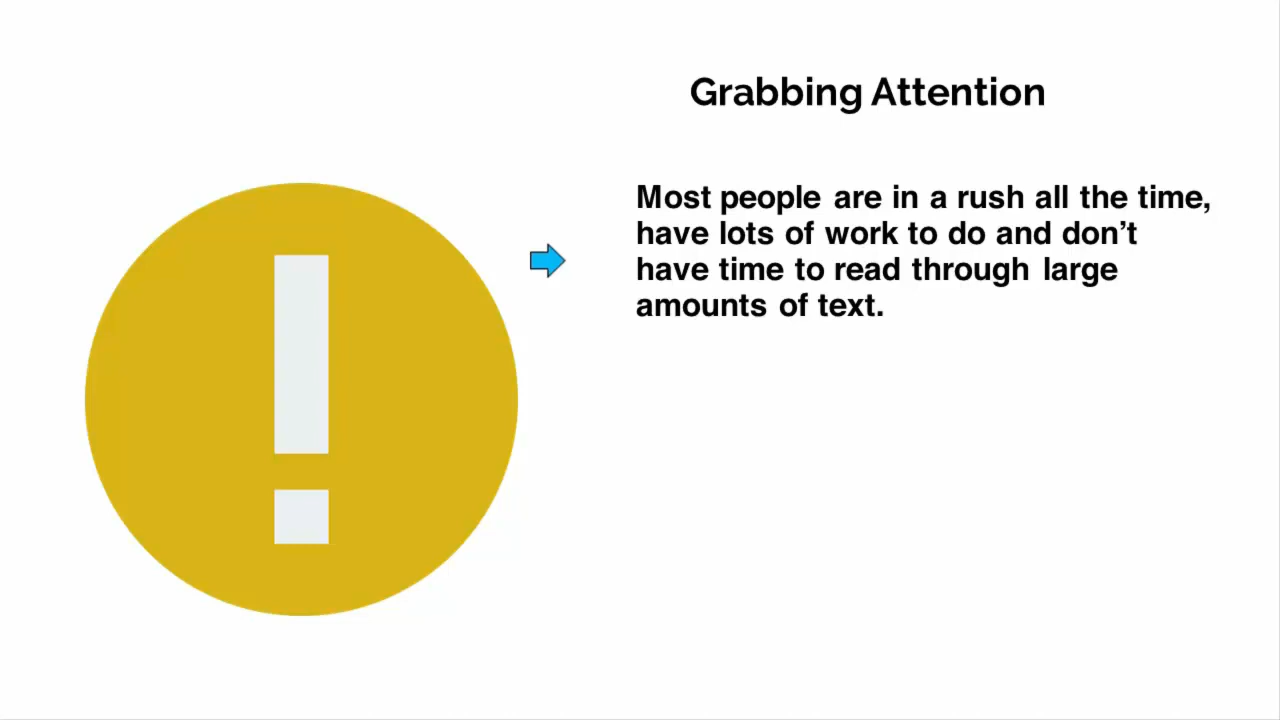 Grabbing Attention
Most people are in a rush all the time,
have lots of work to do and don’t
have time to read through large
amounts of text.